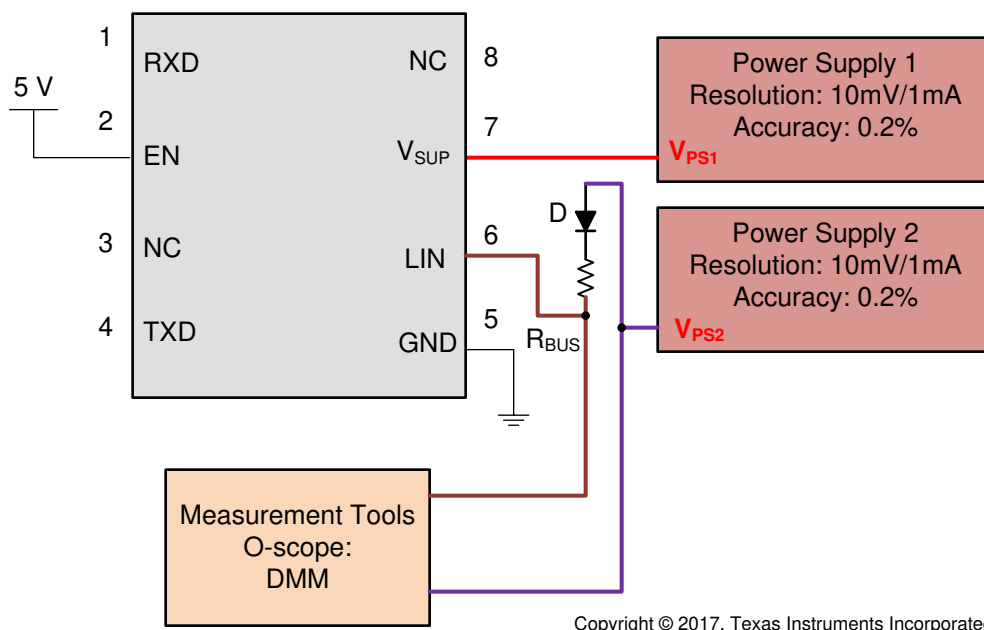 1
RXD
5 V
2
EN
3
NC
4
TXD
NC
8
7
VSUP
6
LIN
5
GND
D
RBUS
Power Supply 1
Resolution: 10mV/1mA
Accuracy: 0.2%
VPS1
Power Supply 2
Resolution: 10mV/1mA
Accuracy: 0.2%
VPS2
Measurement Tools
O-scope:
DMM
Copyright © 2017, Texas Instruments Incorporated